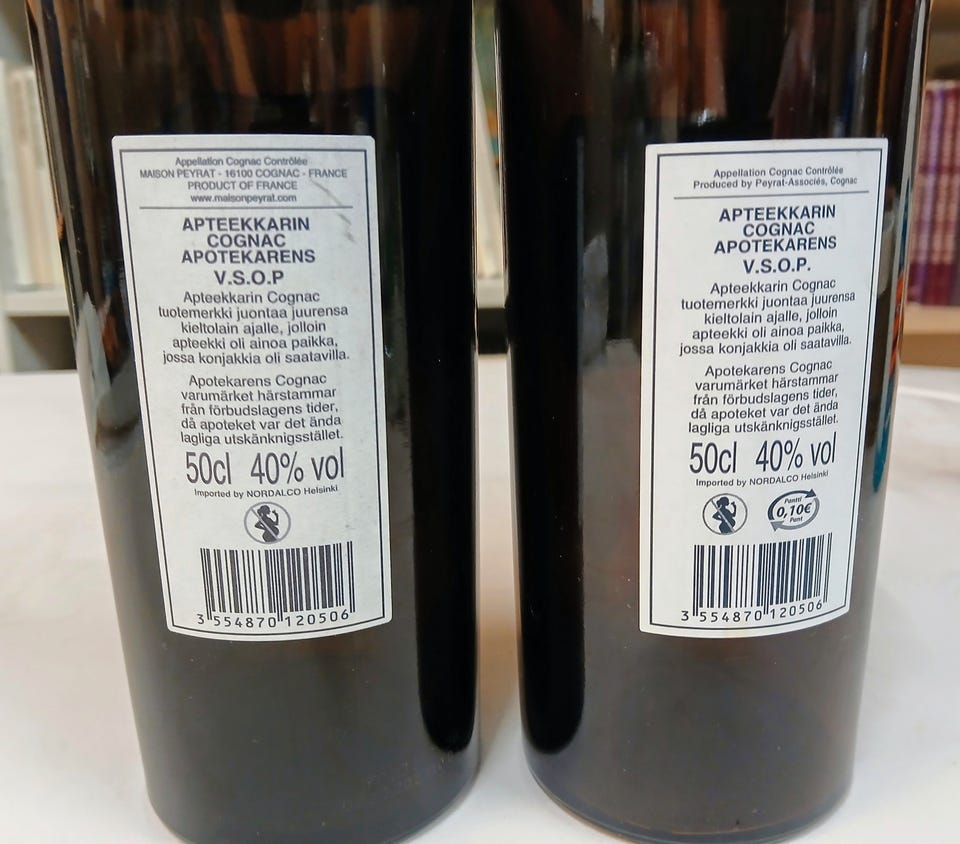 Appellation Cognac Contrôlée
MAISON PEYRAT - 16100 COGNAC - FRANCE
PRODUCT OF FRANCE
www.maisonpeyrat.com
APTEEKKARIN
COGNAC
APOTEKARENS
V.S.O.P
Apteekkarin Cognac
tuotemerkki juontaa juurensa
kieltolain ajalle, jolloin
apteekki oli ainoa paikka,
jossa konjakkia oli saatavilla.
Apotekarens Cognac
varumärket härstammar
från förbudslagens tider,
då apoteket var det ända
lagliga utskänknigsstället.
50cl 40% vol
Imported by NORDALCO Helsinki
3 554870 120506
Appellation Cognac Contrôlée
Produced by Peyrat-Associés, Cognac
APTEEKKARIN
COGNAC
APOTEKARENS
V.S.O.P.
Apteekkarin Cognac
tuotemerkki juontaa juurensa
kieltolain ajalle, jolloin
apteekki oli ainoa paikka,
jossa konjakkia oli saatavilla.
Apotekarens Cognac
varumärket härstammar
från förbudslagens tider,
då apoteket var det ända
lagliga utskänknigsstället.
50cl 40% vol
Imported by NORDALCO Helsinki
Pantti
0,10€
Pant
3 554870 120506